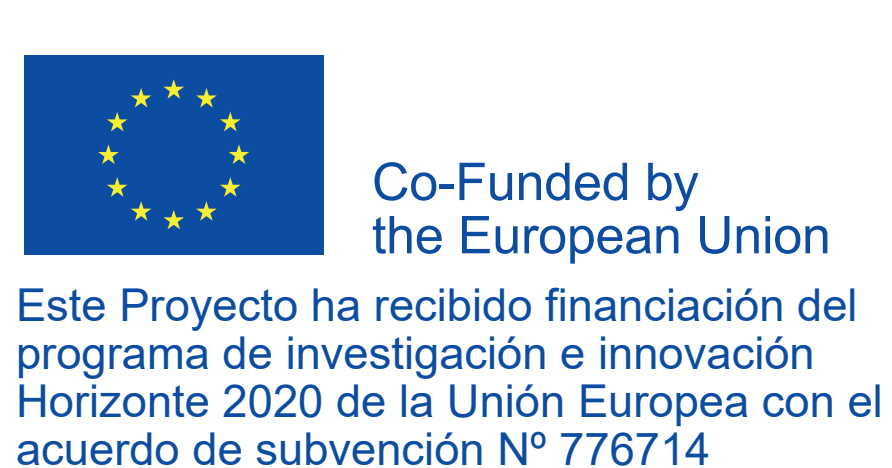 Co-Funded by
the European Union
Este Proyecto ha recibido financiación del
programa de investigación e innovación
Horizonte 2020 de la Unión Europea con el
acuerdo de subvención Nº 776714